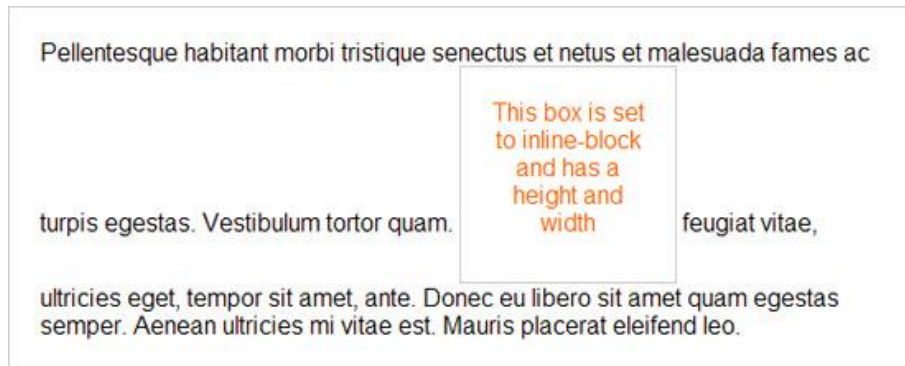 Pellentesque habitant morbi tristique senectus et netus et malesuada fames ac
This box is set
to inline-block
and has a
height and
width
turpis egestas. Vestibulum tortor quam. feugiat vitae,
ultricies eget, tempor sit amet, ante. Donec eu libero sit amet quam egestas
semper. Aenean ultricies mi vitae est. Mauris placerat eleifend leo.